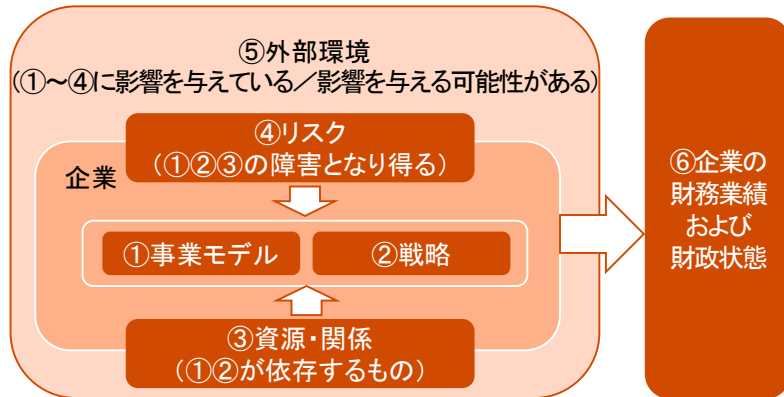 ⑤外部環境
(①～④に影響を与えている／影響を与える可能性がある)
④リスク
(①②③の障害となり得る)
企業
①事業モデル
②戦略
③資源・関係
(①②が依存するもの)
⑥企業の
財務業績
および
財政状態